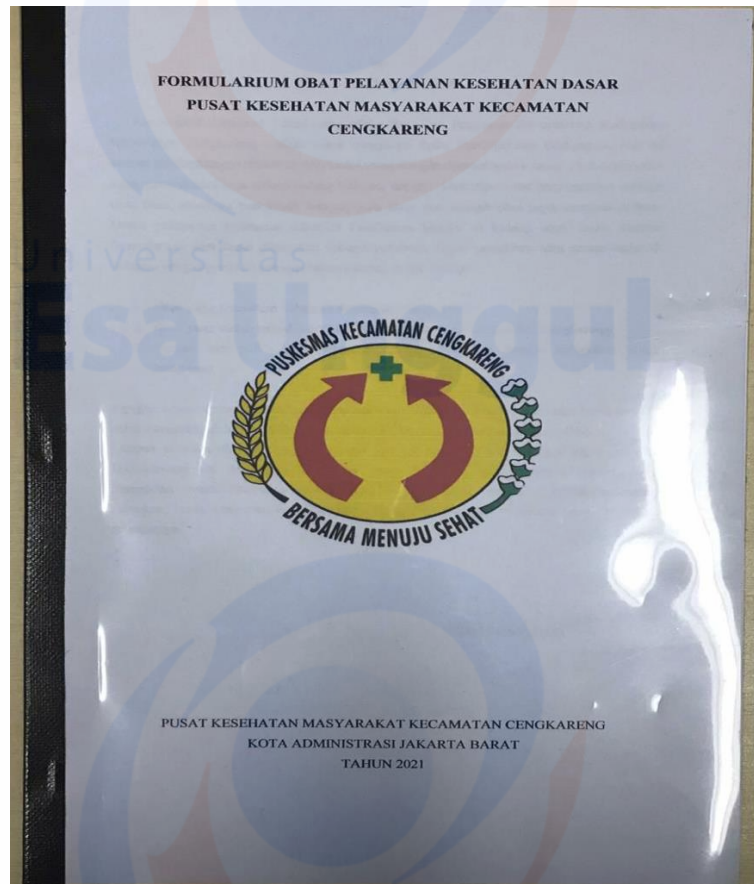 FORMULARIUM OBAT PELAYANAN KESEHATAN DASAR
PUSAT KESEHATAN MASYARAKAT KECAMATAN
CENGKARENG
Universitas
Esa Unggul
PUSKESMAS KECAMATAN CENGKARENG
BERSAMA MENUJU SEHAT
PUSAT KESEHATAN MASYARAKAT KECAMATAN CENGKARENG
KOTA ADMINISTRASI JAKARTA BARAT
TAHUN 2021